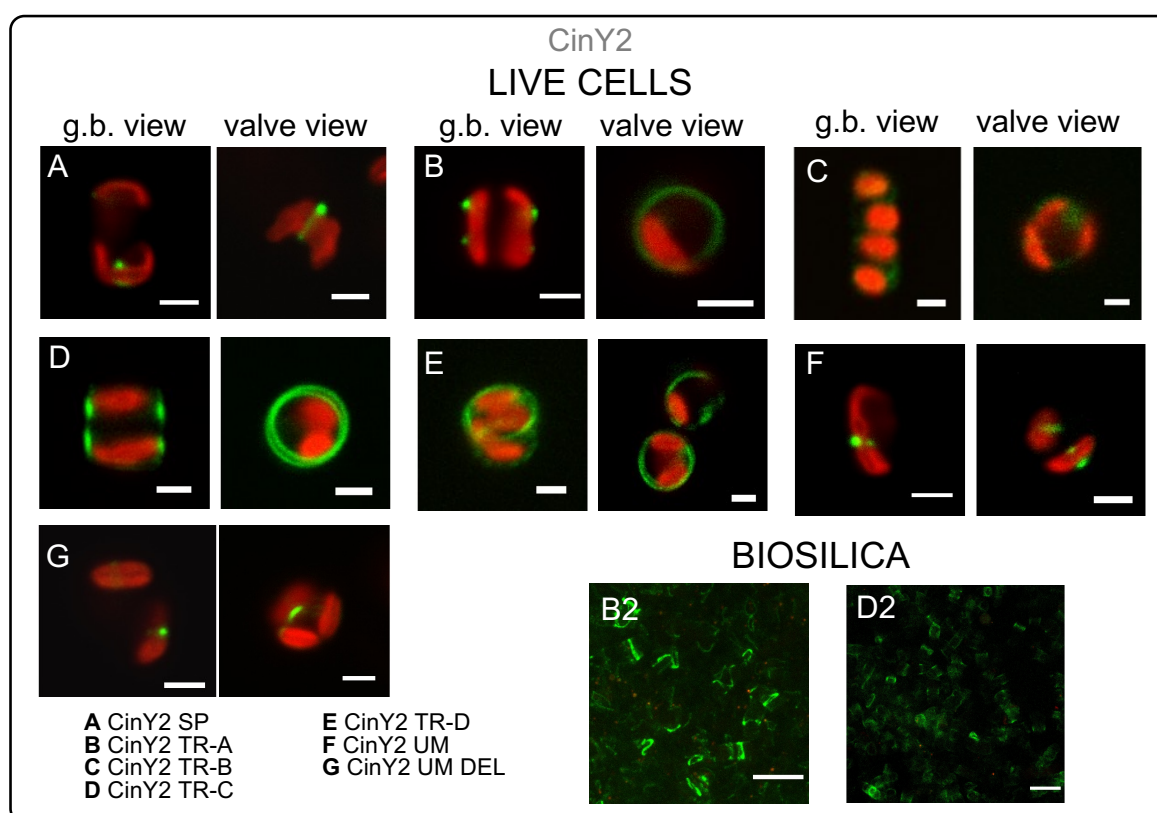 CinY2
LIVE CELLS
g.b. view valve view g.b. view valve view g.b. view valve view
A B C
D E F
G
BIOSILICA
B2 D2
A CinY2 SP
B CinY2 TR-A
C CinY2 TR-B
D CinY2 TR-C
E CinY2 TR-D
F CinY2 UM
G CinY2 UM DEL